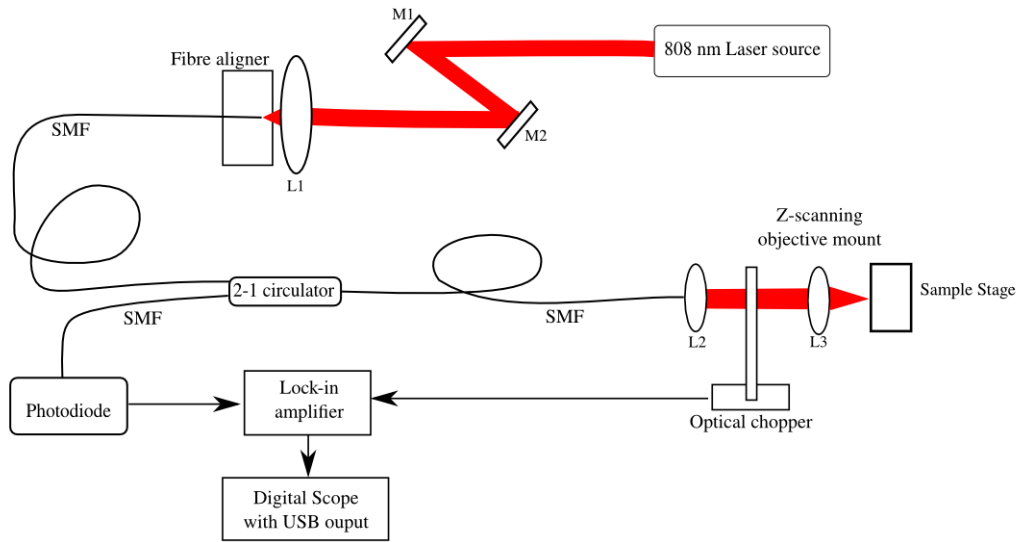 M1
808 nm Laser source
Fibre aligner
M2
SMF
L1
Z-scanning
objective mount
2-1 circulator
Sample Stage
SMF
SMF
L2
L3
Lock-in
amplifier
Photodiode
Optical chopper
Digital Scope
with USB ouput